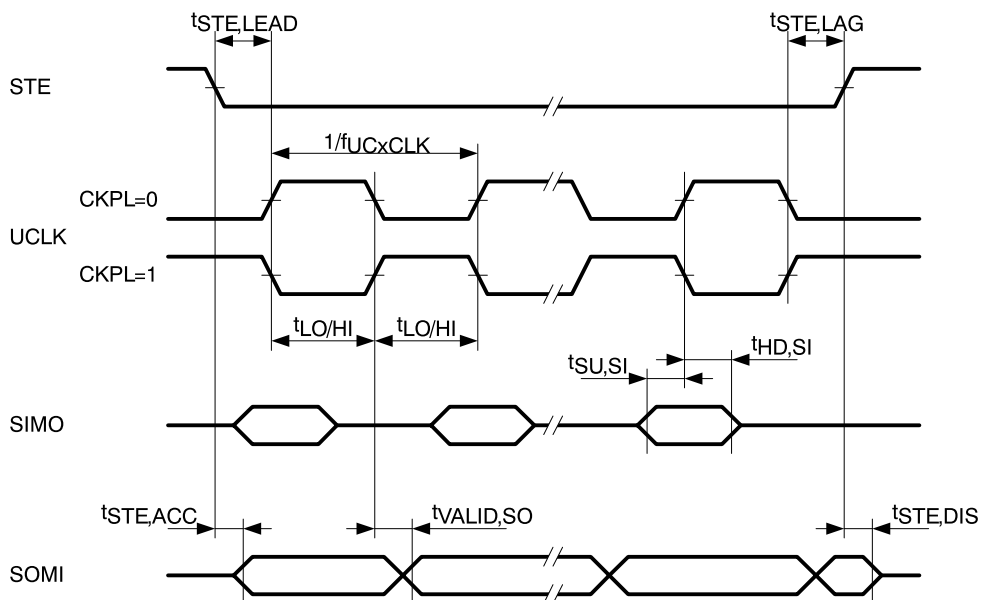 tSTE,LEAD
tSTE,LAG
STE
1/fUCxCLK
CKPL=0
UCLK
CKPL=1
tLO/HI
tLO/HI
tHD,SI
tSU,SI
SIMO
tSTE,ACC
tVALID,SO
tSTE,DIS
SOMI